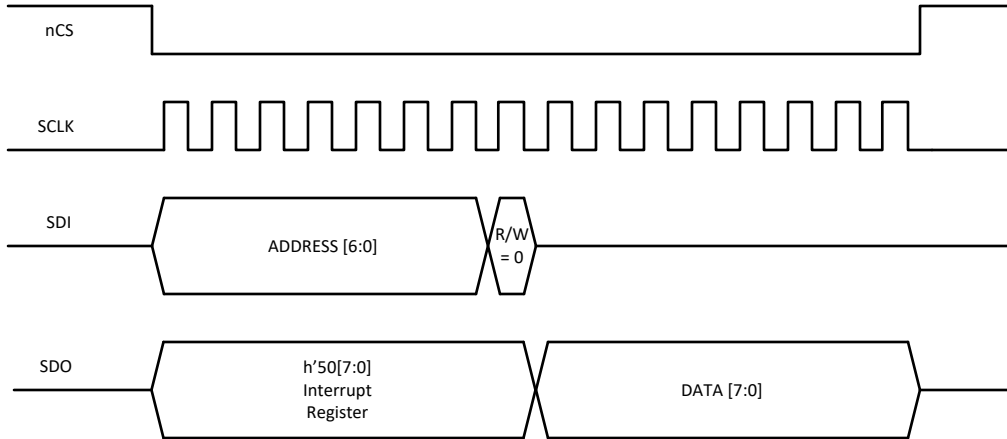 nCS
SCLK
SDI
ADDRESS [6:0]
R/W
= 0
SDO
h’50[7:0]
Interrupt
Register
DATA [7:0]